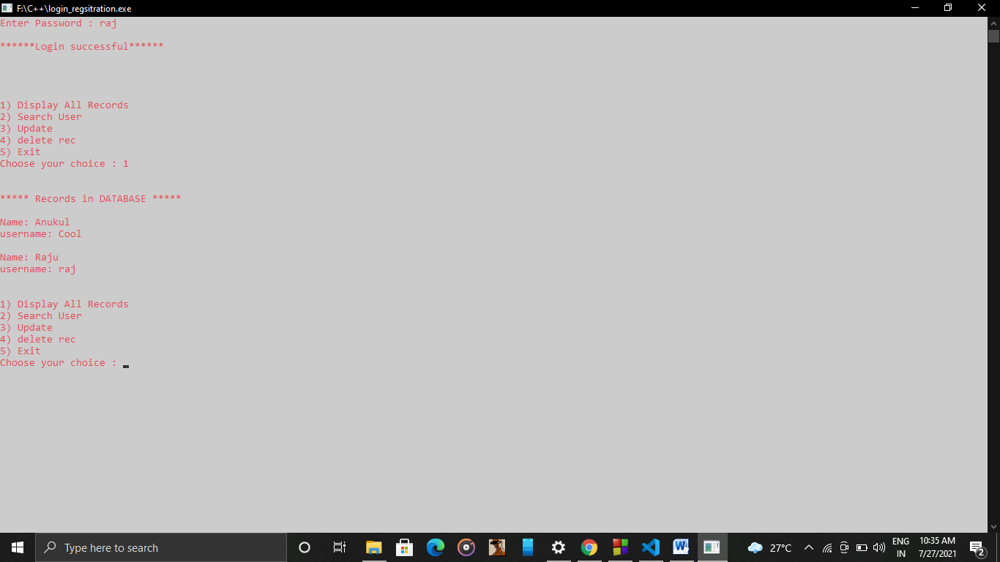 F:\C++\login_regsitration.exe
Enter Password : raj
******Login successful******
1) Display All Records
2) Search User
3) Update
4) delete rec
5) Exit
Choose your choice : 1
***** Records in DATABASE *****
Name: Anukul
username: Cool
Name: Raju
username: raj
1) Display All Records
2) Search User
3) Update
4) delete rec
5) Exit
Choose your choice :
Type here to search
27°C
ENG
IN
10:35 AM
7/27/2021
2